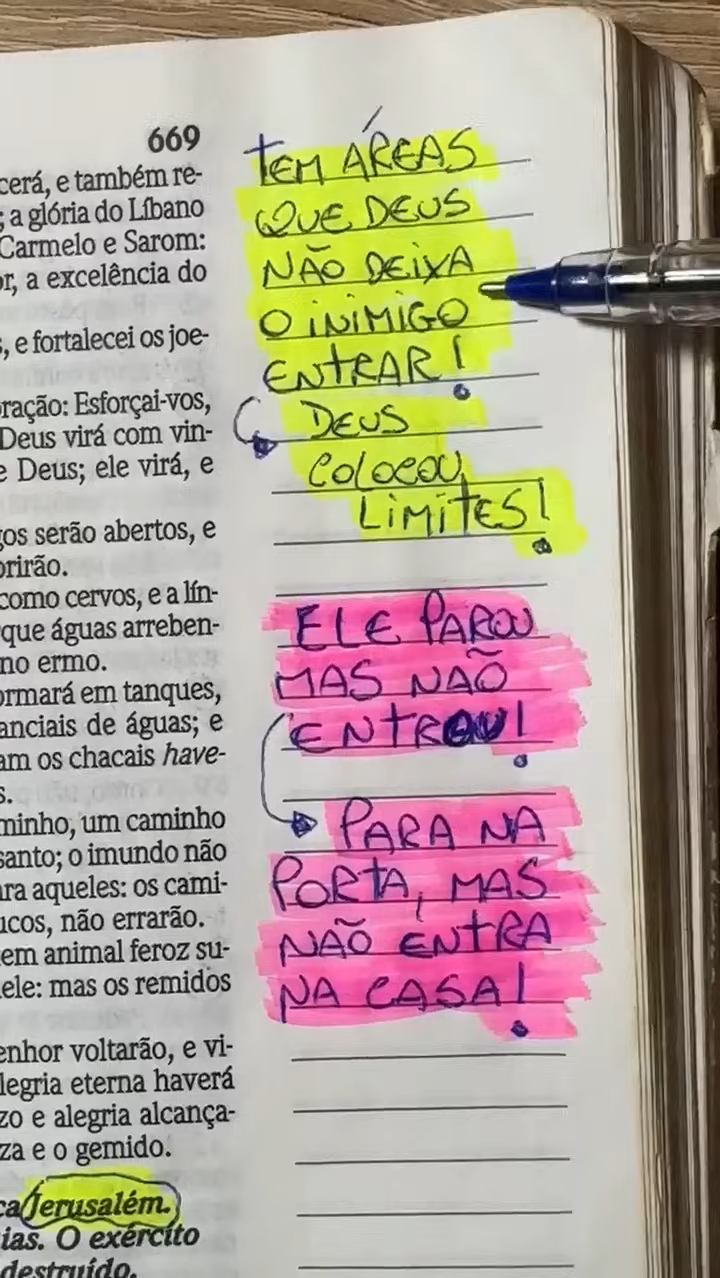 669
cerá, e também re-
; a glória do Líbano
Carmelo e Sarom:
or, a excelência do
s, e fortalecei os joe-
oração: Esforçai-vos,
Deus virá com vin-
e Deus; ele virá, e
gos serão abertos, e
orirão.
como cervos, e a lín-
que águas arreben-
no ermo.
ormará em tanques,
anciais de águas; e
am os chacais have-
s.
minho, um caminho
santo; o imundo não
ara aqueles: os cami-
ucos, não errarão.
em animal feroz su-
ele: mas os remidos
enhor voltarão, e vi-
legria eterna haverá
zo e alegria alcança-
za e o gemido.
ca Jerusalém.
ias. O exército
destruído.
TEM ÁREAS
QUE DEUS
NÃO DEIXA
O INIMIGO
ENTRAR!
DEUS
COLOCOU
LIMITES!
ELE PAROU
MAS NÃO
ENTROU!
PARA NA
PORTA, MAS
NÃO ENTRA
NA CASA!